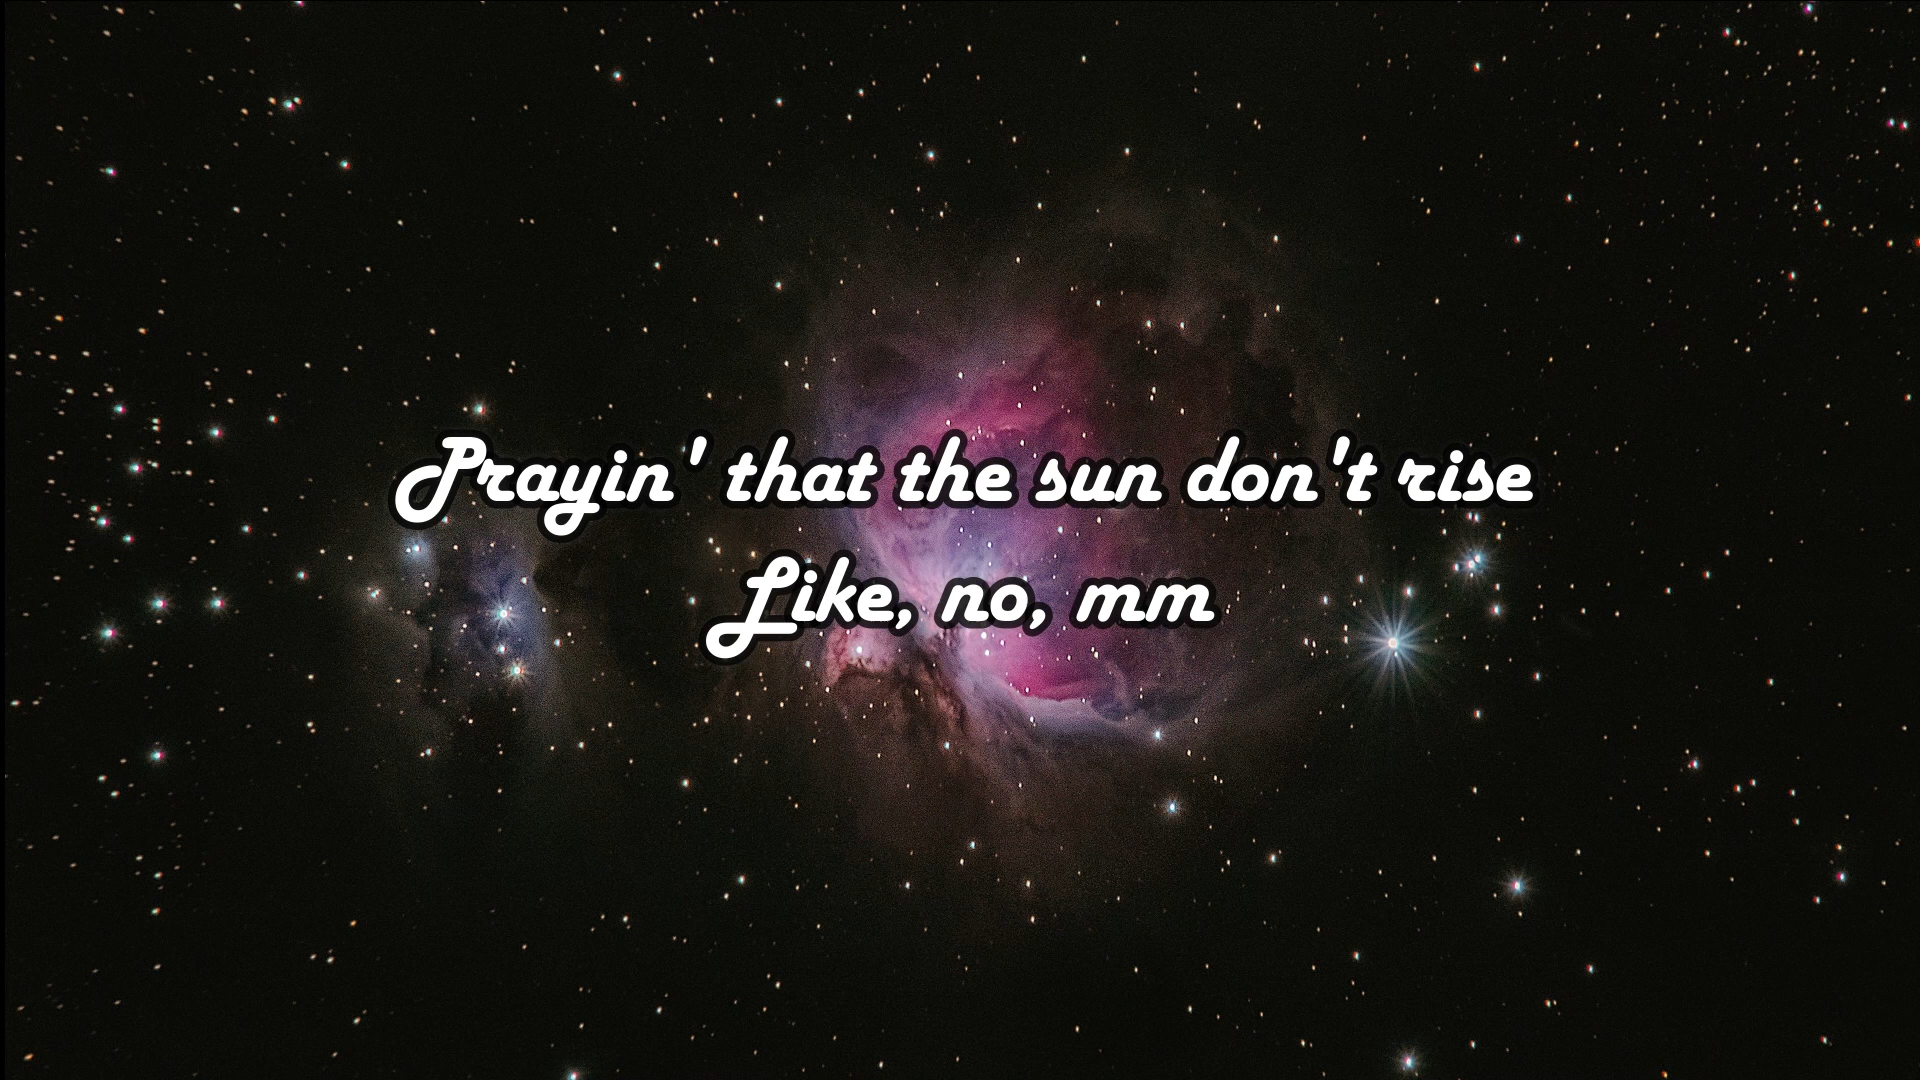 Prayin' that the sun don't rise
Like, no, mm